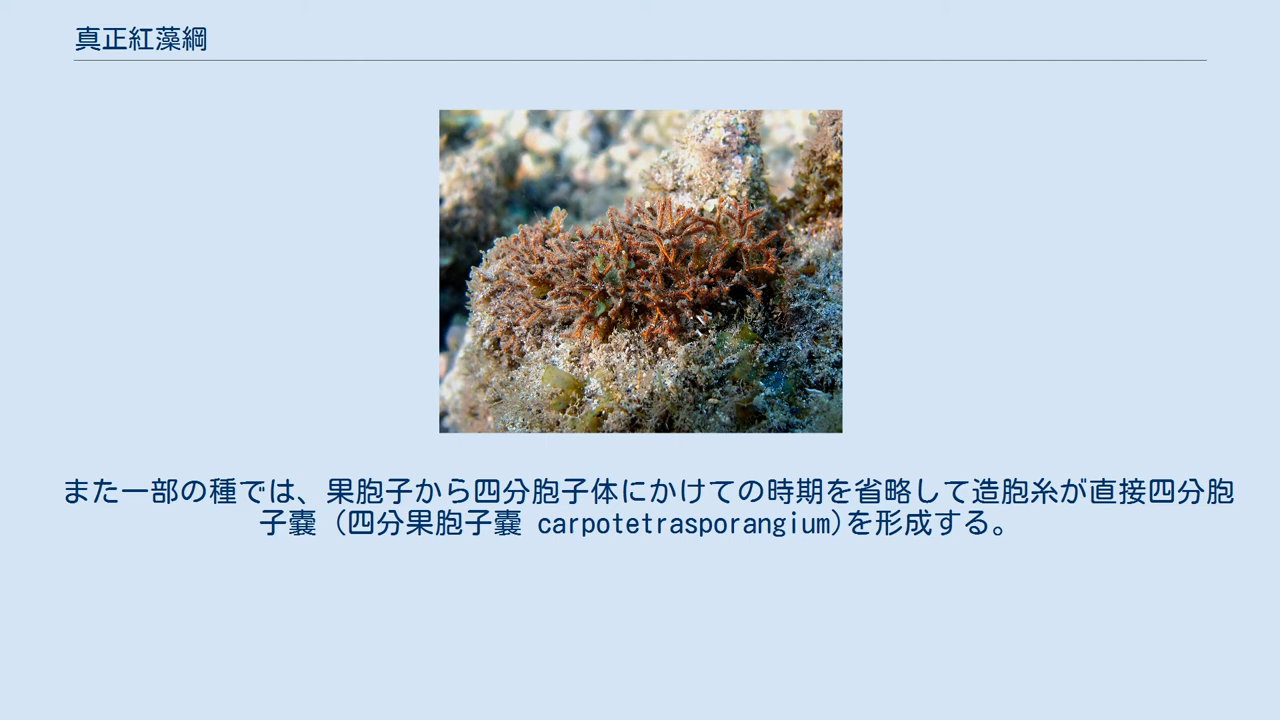 真正紅藻綱
また一部の種では、果胞子から四分胞子体にかけての時期を省略して造胞糸が直接四分胞
子嚢 (四分果胞子嚢 carpotetrasporangium)を形成する。